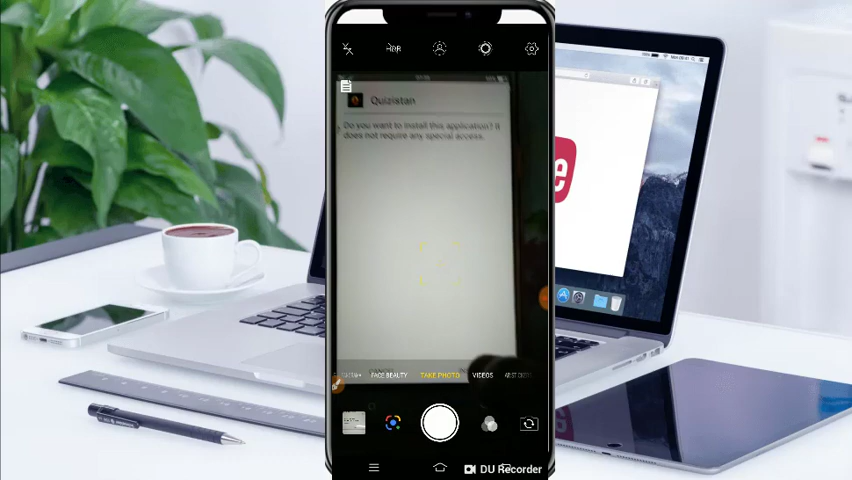 HDR
Quizistan
Do you want to install this application? It
does not require any special access.
FACE BEAUTY
TAKE PHOTO
VIDEOS
DU Recorder